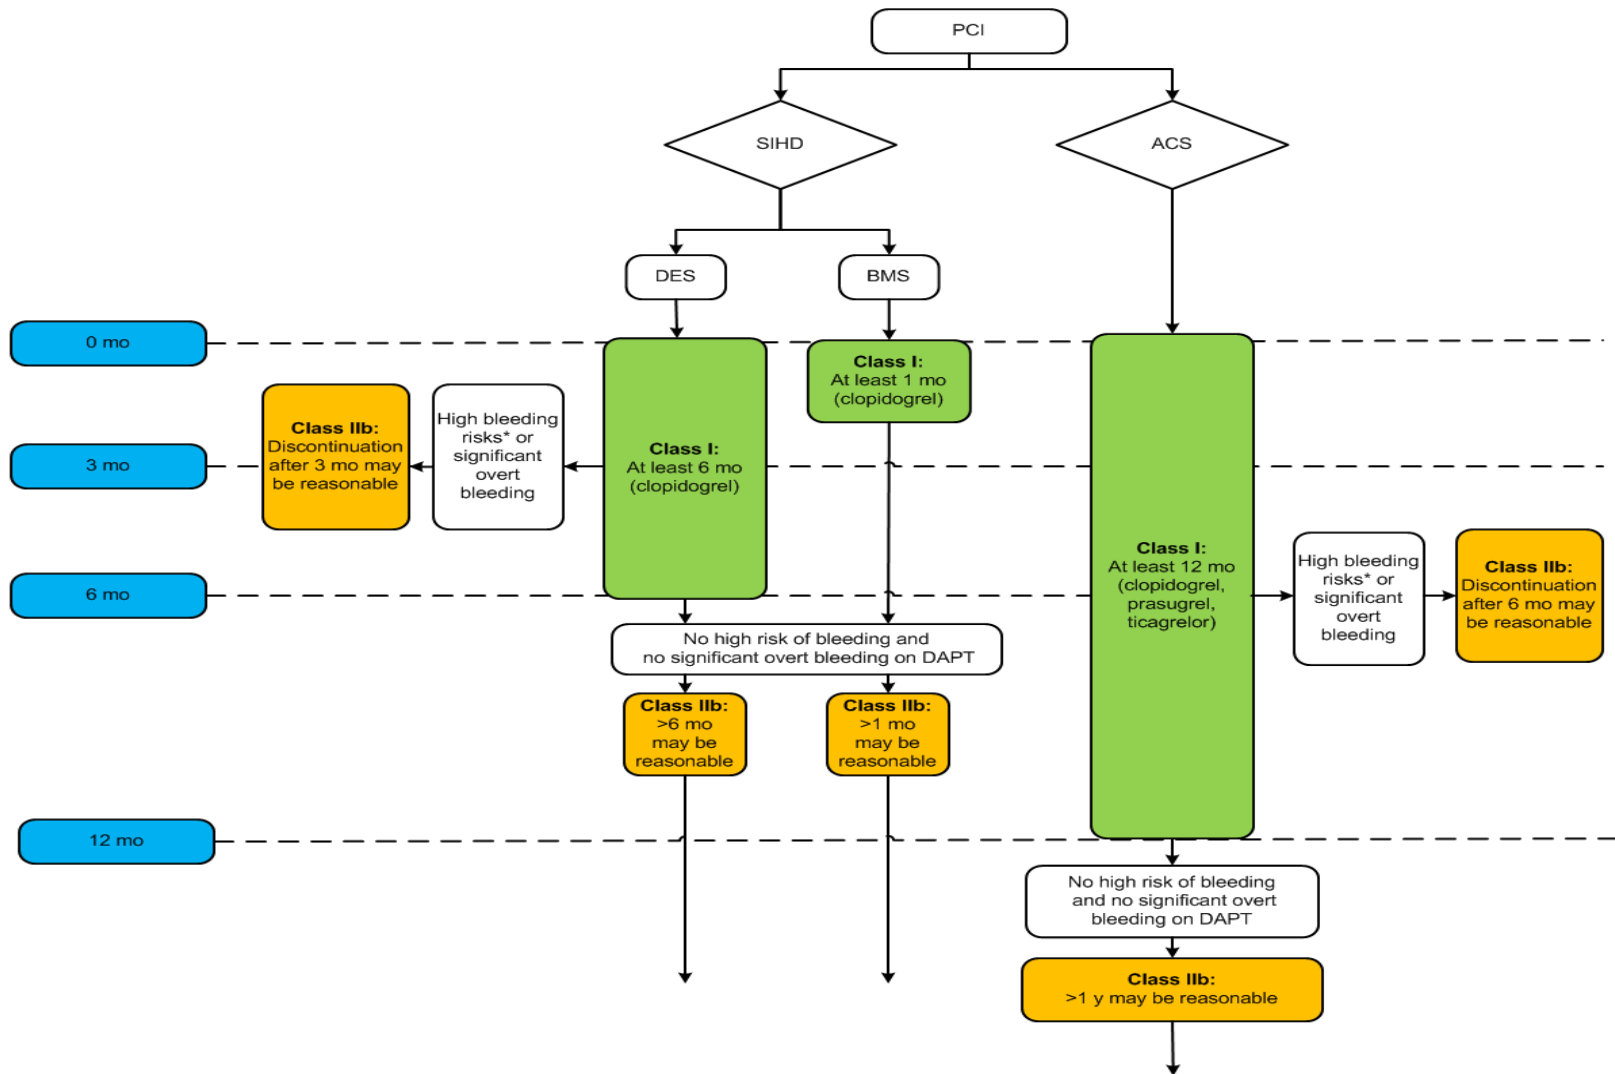 PCI
SIHD
ACS
DES
BMS
0 mo
Class I:
At least 1 mo
(clopidogrel)
3 mo
Class IIb:
Discontinuation
after 3 mo may
be reasonable
High bleeding
risks* or
significant
overt
bleeding
Class I:
At least 6 mo
(clopidogrel)
6 mo
Class I:
At least 12 mo
(clopidogrel,
prasugrel,
ticagrelor)
High bleeding
risks* or
significant
overt
bleeding
Class IIb:
Discontinuation
after 6 mo may
be reasonable
No high risk of bleeding and
no significant overt bleeding on DAPT
Class IIb:
>6 mo
may be
reasonable
Class IIb:
>1 mo
may be
reasonable
12 mo
No high risk of bleeding
and no significant overt
bleeding on DAPT
Class IIb:
>1 y may be reasonable